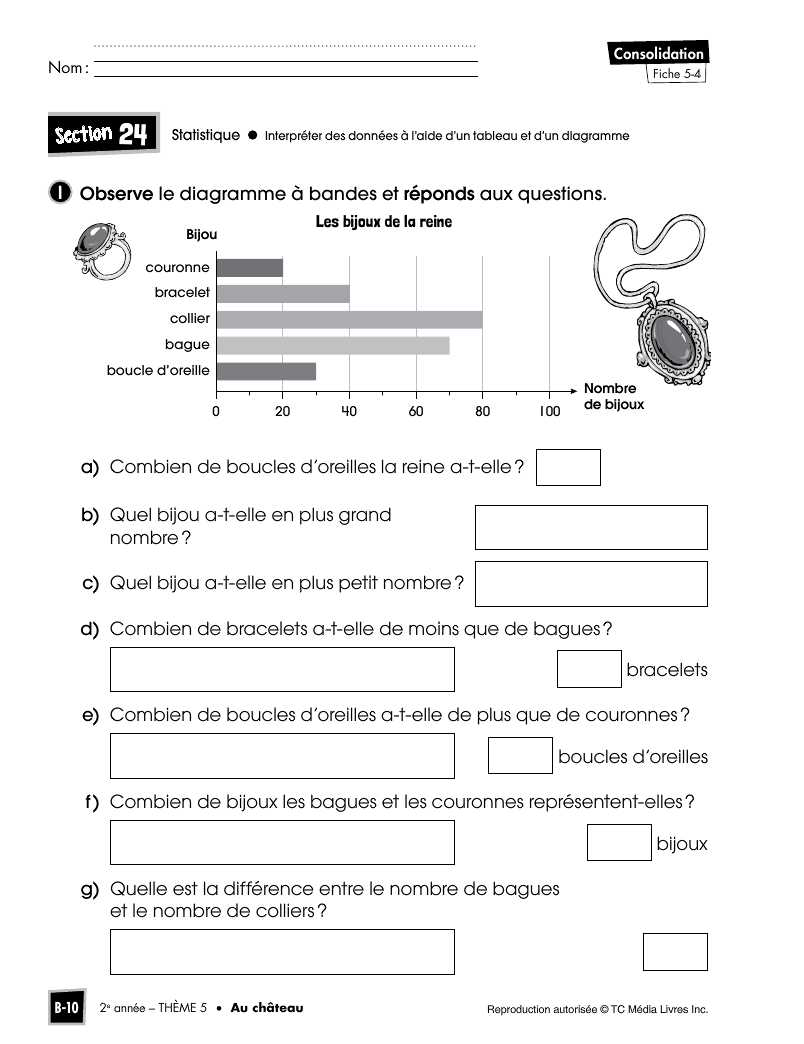 Nom :
Consolidation
Fiche 5-4
Section 24
Statistique ● Interpréter des données à l'aide d'un tableau et d'un diagramme
1 Observe le diagramme à bandes et réponds aux questions.
Les bijoux de la reine
Bijou
couronne
bracelet
collier
bague
boucle d'oreille
0 20 40 60 80 100
Nombre
de bijoux
a) Combien de boucles d'oreilles la reine a-t-elle ?
b) Quel bijou a-t-elle en plus grand
nombre ?
c) Quel bijou a-t-elle en plus petit nombre ?
d) Combien de bracelets a-t-elle de moins que de bagues ?
bracelets
e) Combien de boucles d'oreilles a-t-elle de plus que de couronnes ?
boucles d'oreilles
f) Combien de bijoux les bagues et les couronnes représentent-elles ?
bijoux
g) Quelle est la différence entre le nombre de bagues
et le nombre de colliers ?
B-10 2e année – THÈME 5 • Au château
Reproduction autorisée © TC Média Livres Inc.